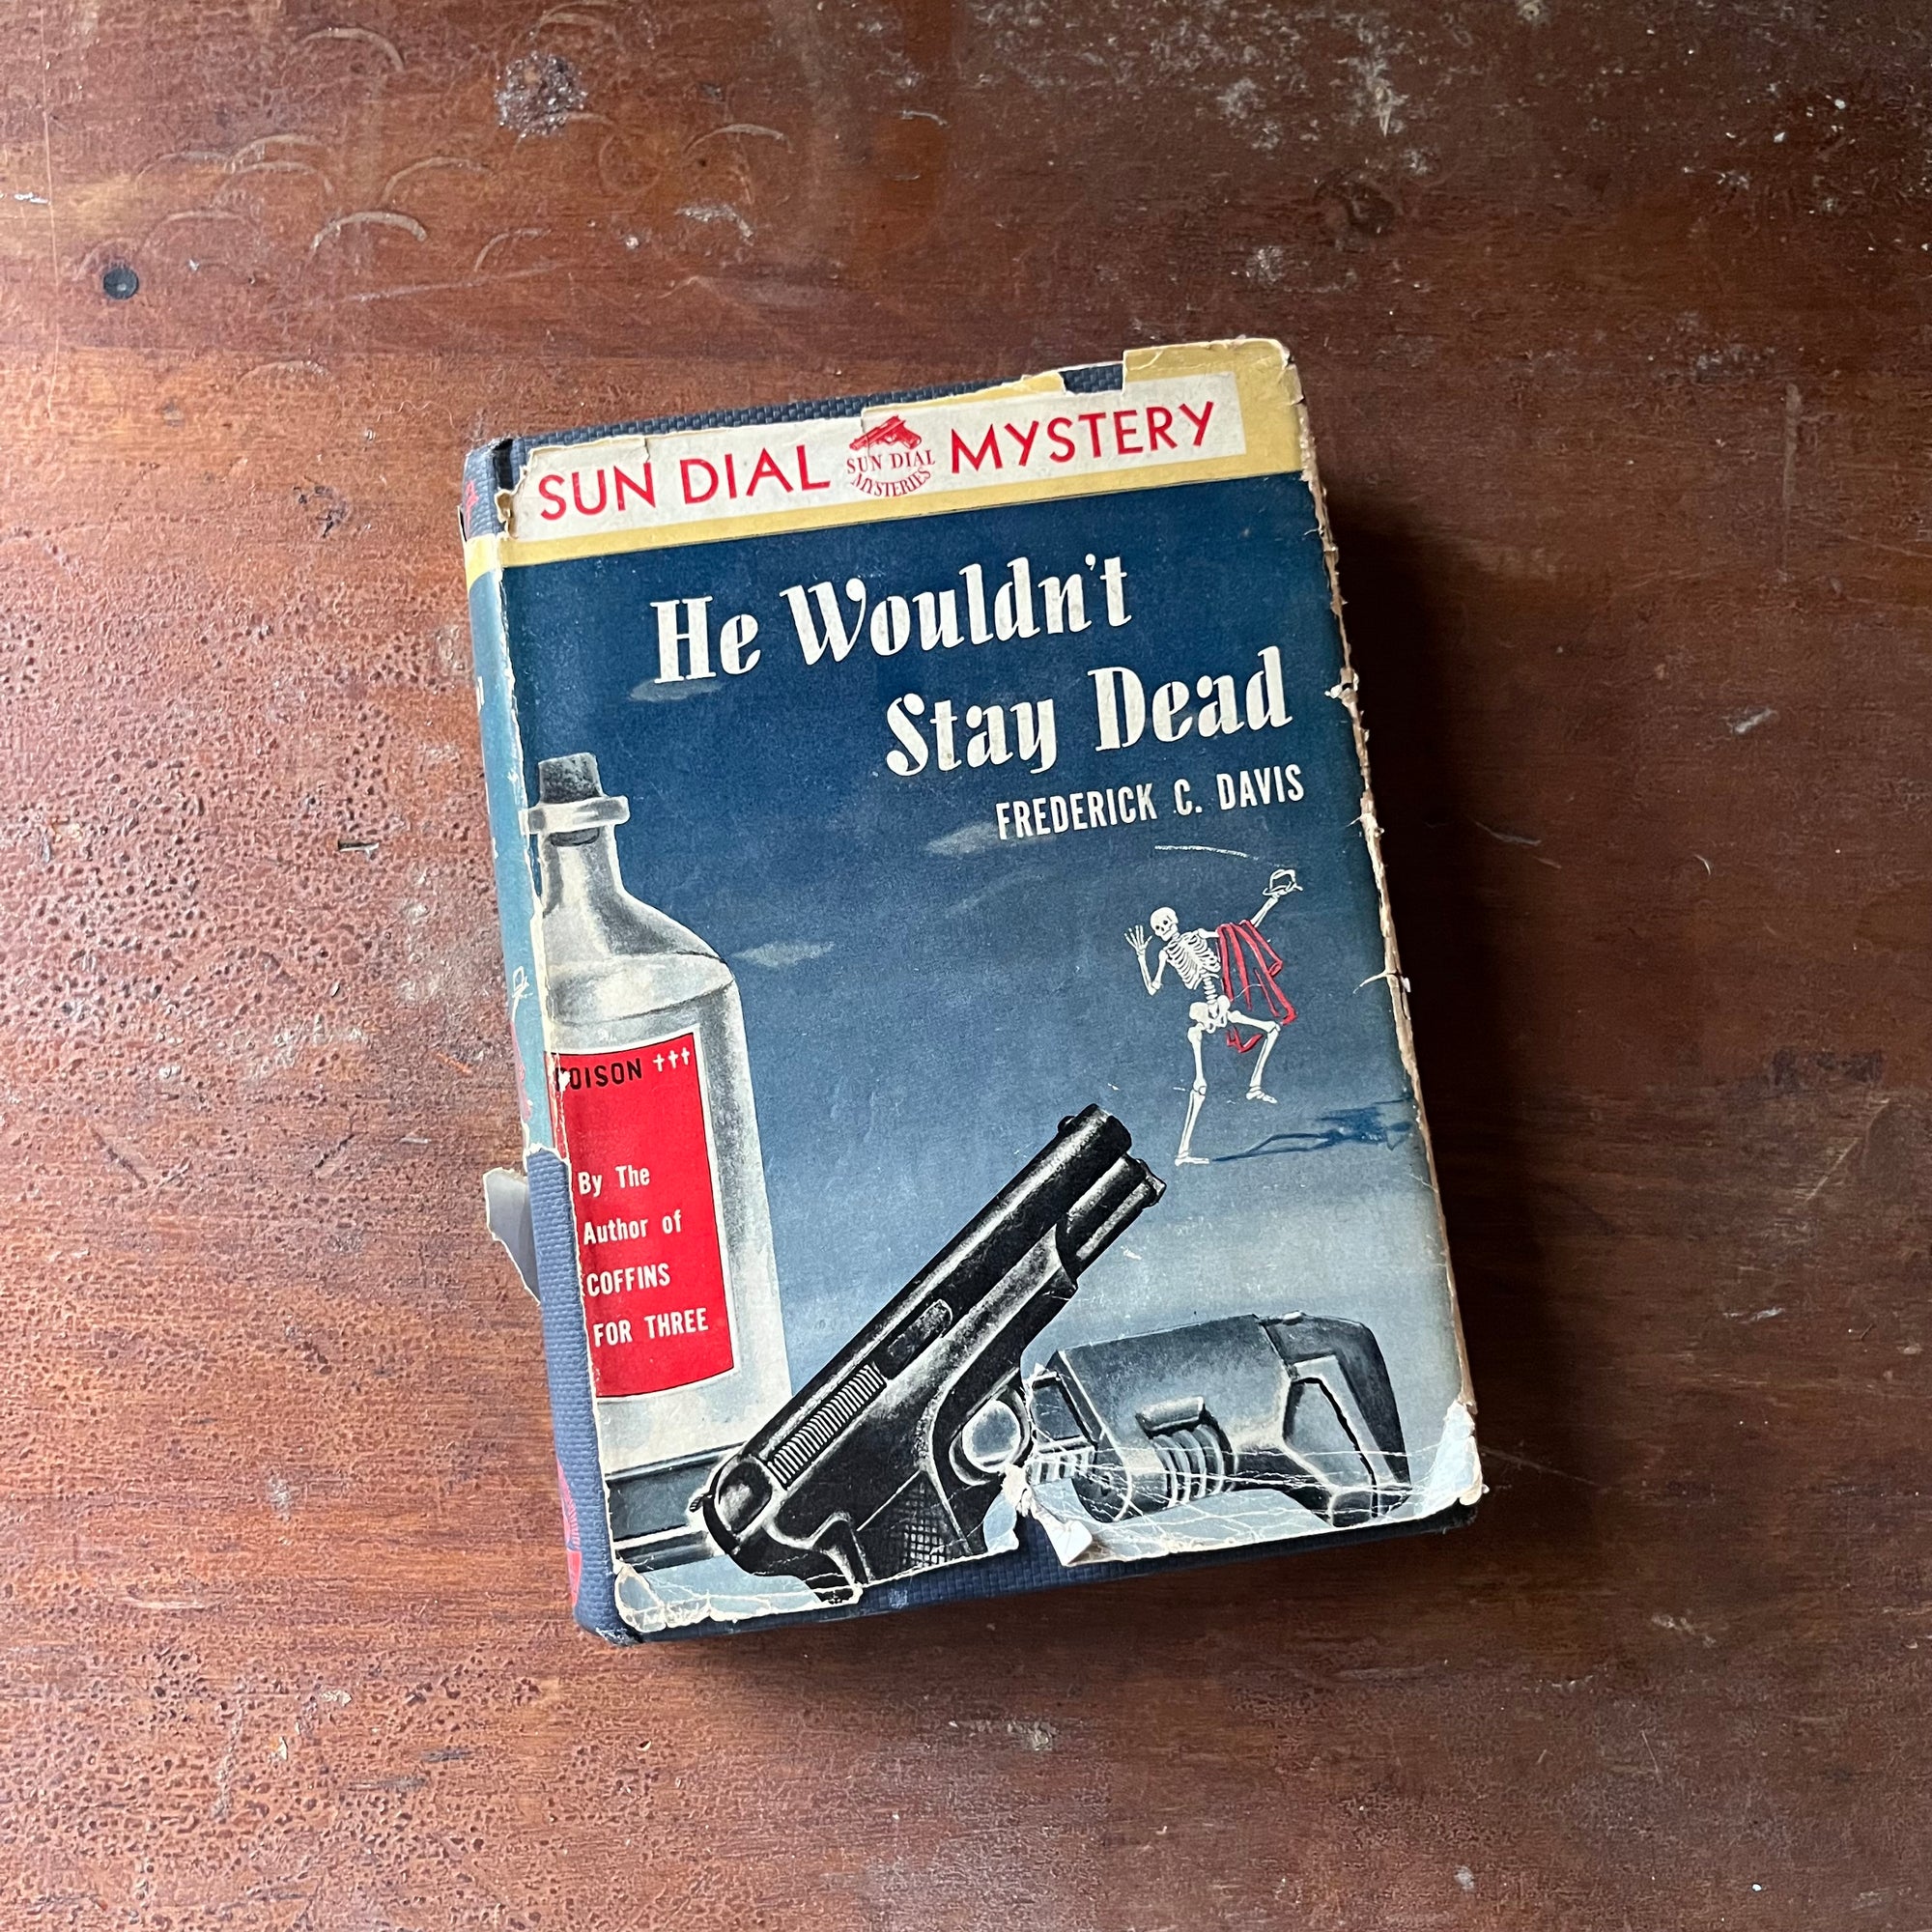 SUN DIAL MYSTERY
SUN DIAL
MYSTERIES
He Wouldn't
Stay Dead
FREDERICK C. DAVIS
POISON †††
By The
Author of
COFFINS
FOR THREE